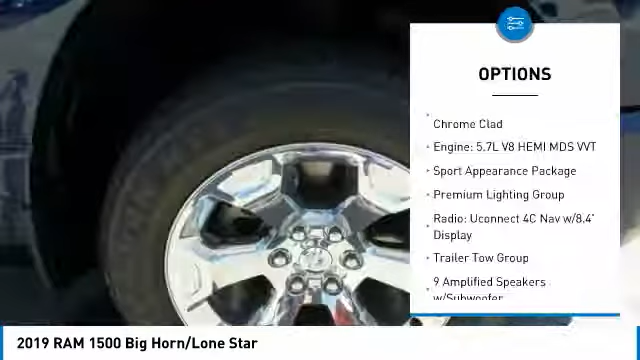 OPTIONS
Chrome Clad
Engine: 5.7L V8 HEMI MDS VVT
Sport Appearance Package
Premium Lighting Group
Radio: Uconnect 4C Nav w/8.4"
Display
Trailer Tow Group
9 Amplified Speakers
w/Subwoofer
2019 RAM 1500 Big Horn/Lone Star